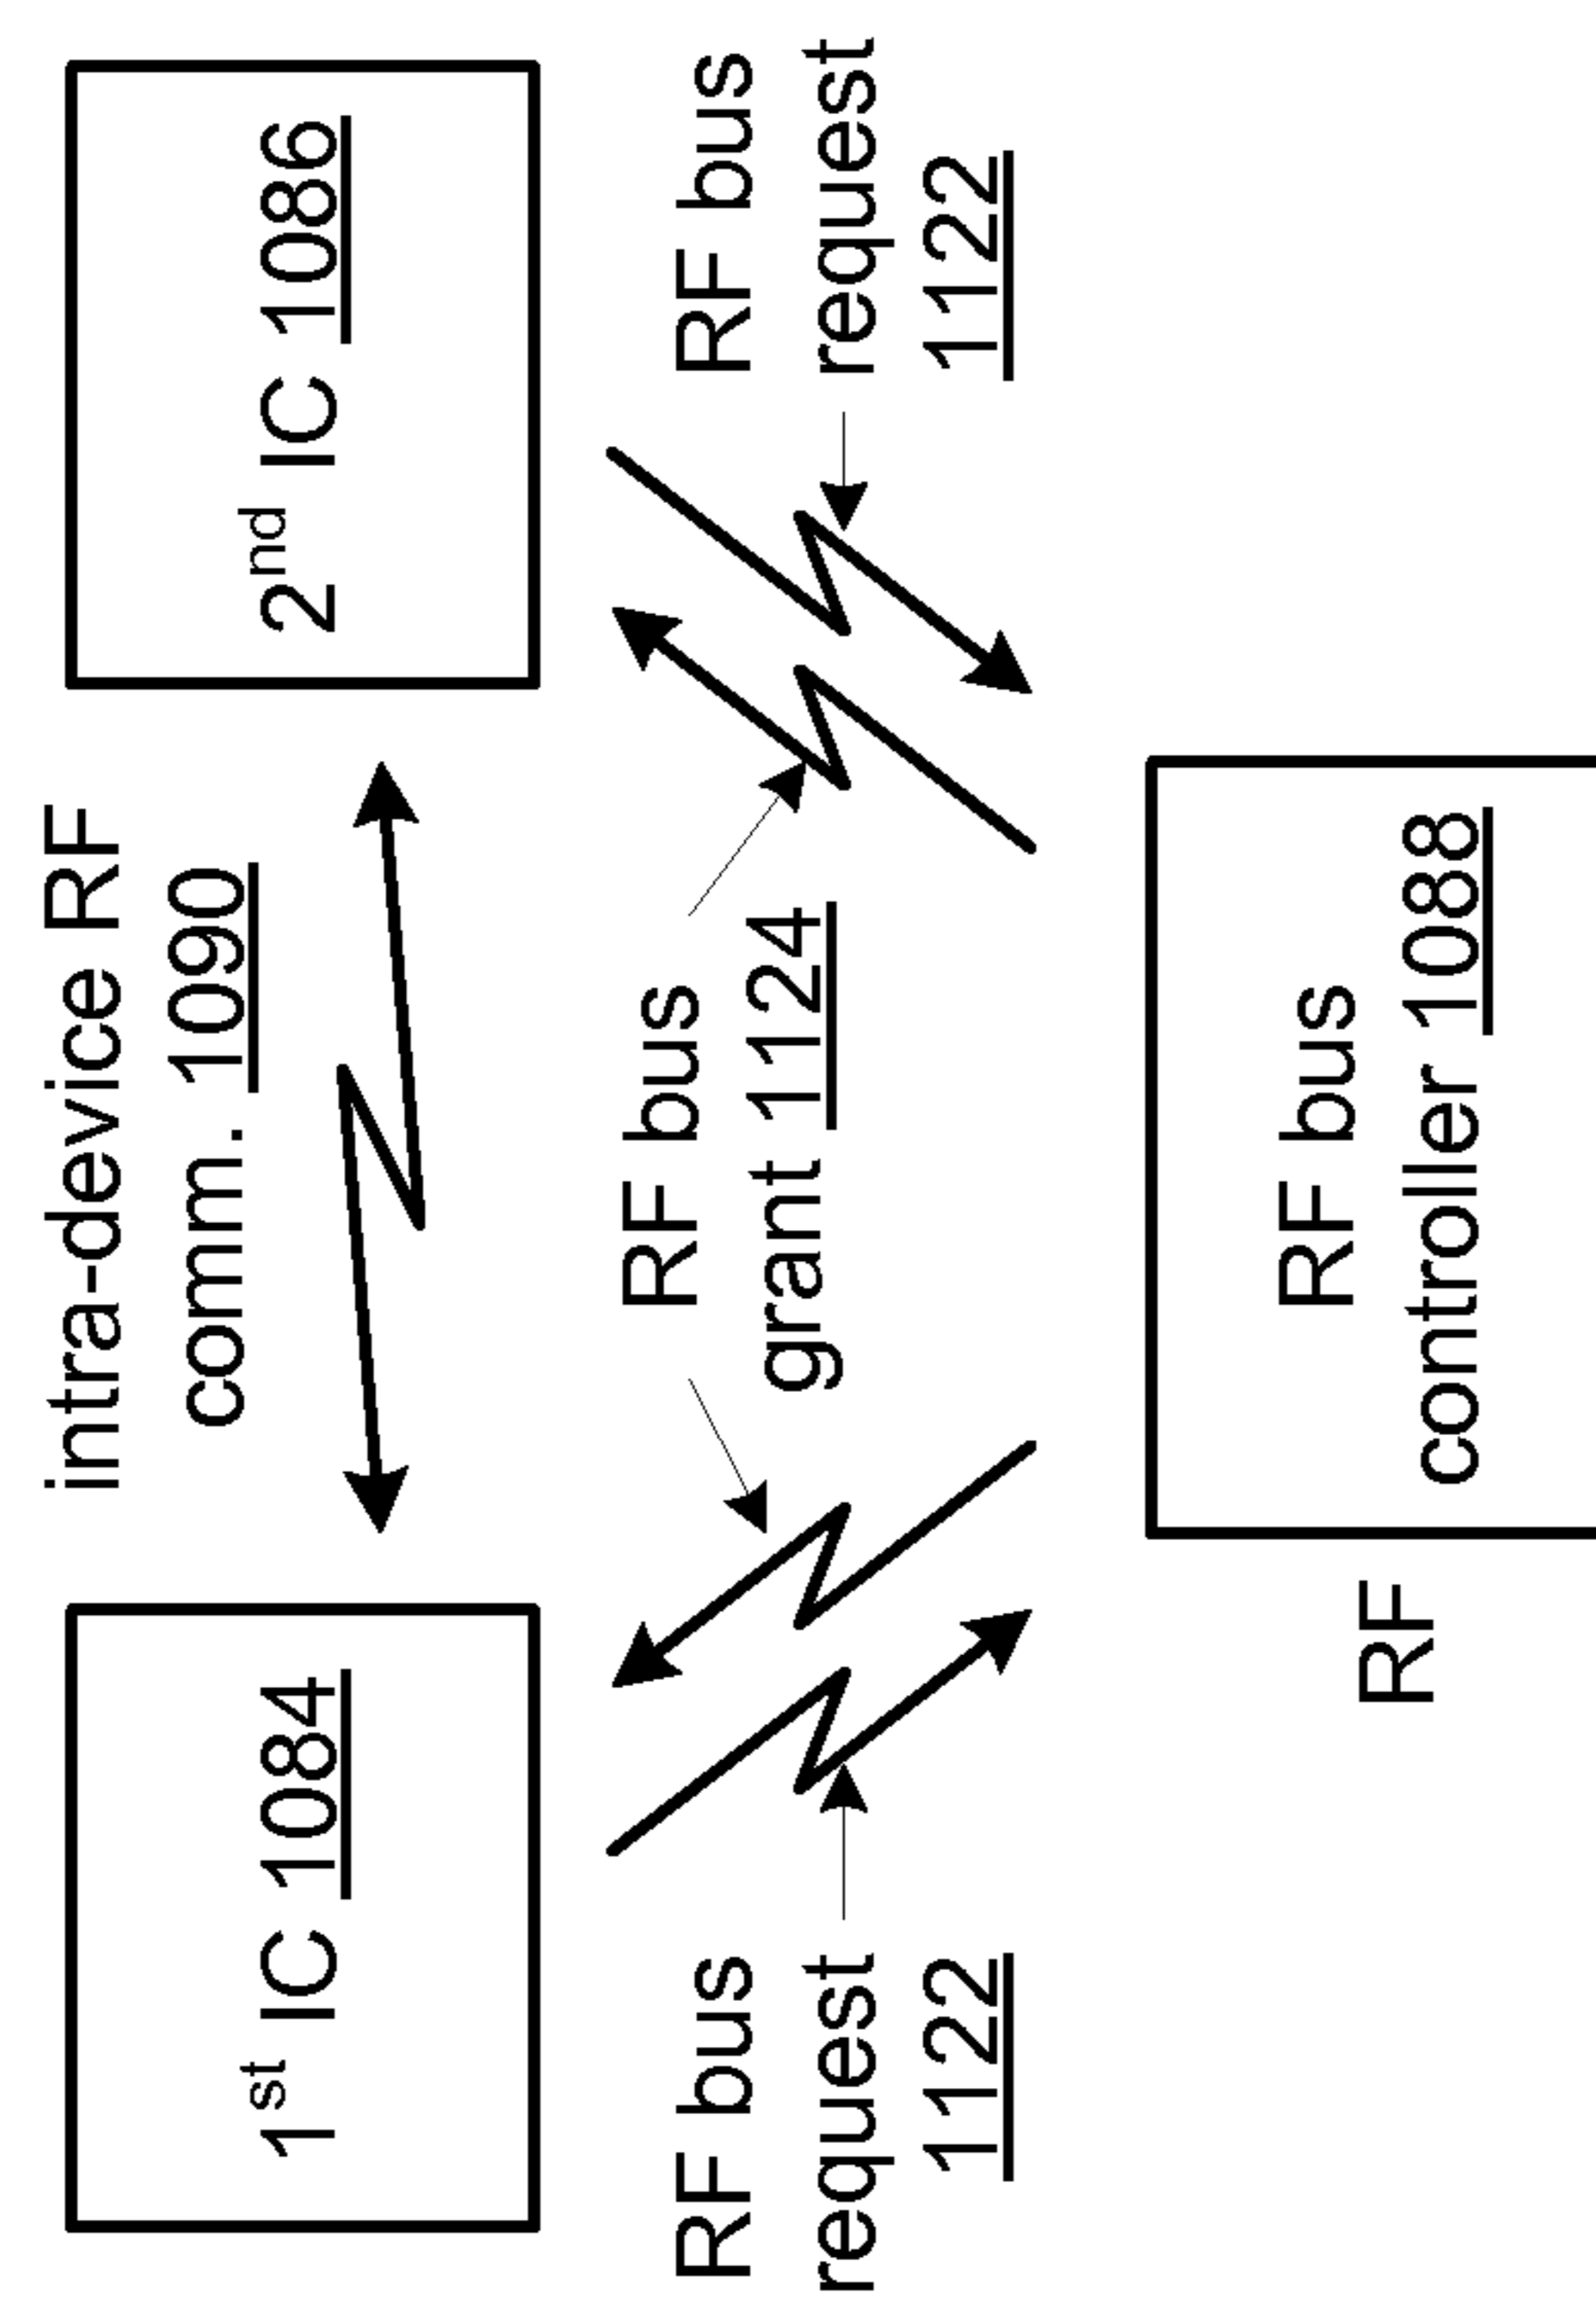 intra-device RF
comm. 1090
1st IC 1084
2nd IC 1086
RF bus
request
1122
RF bus
grant 1124
RF bus
request
1122
RF bus
controller 1088
RF